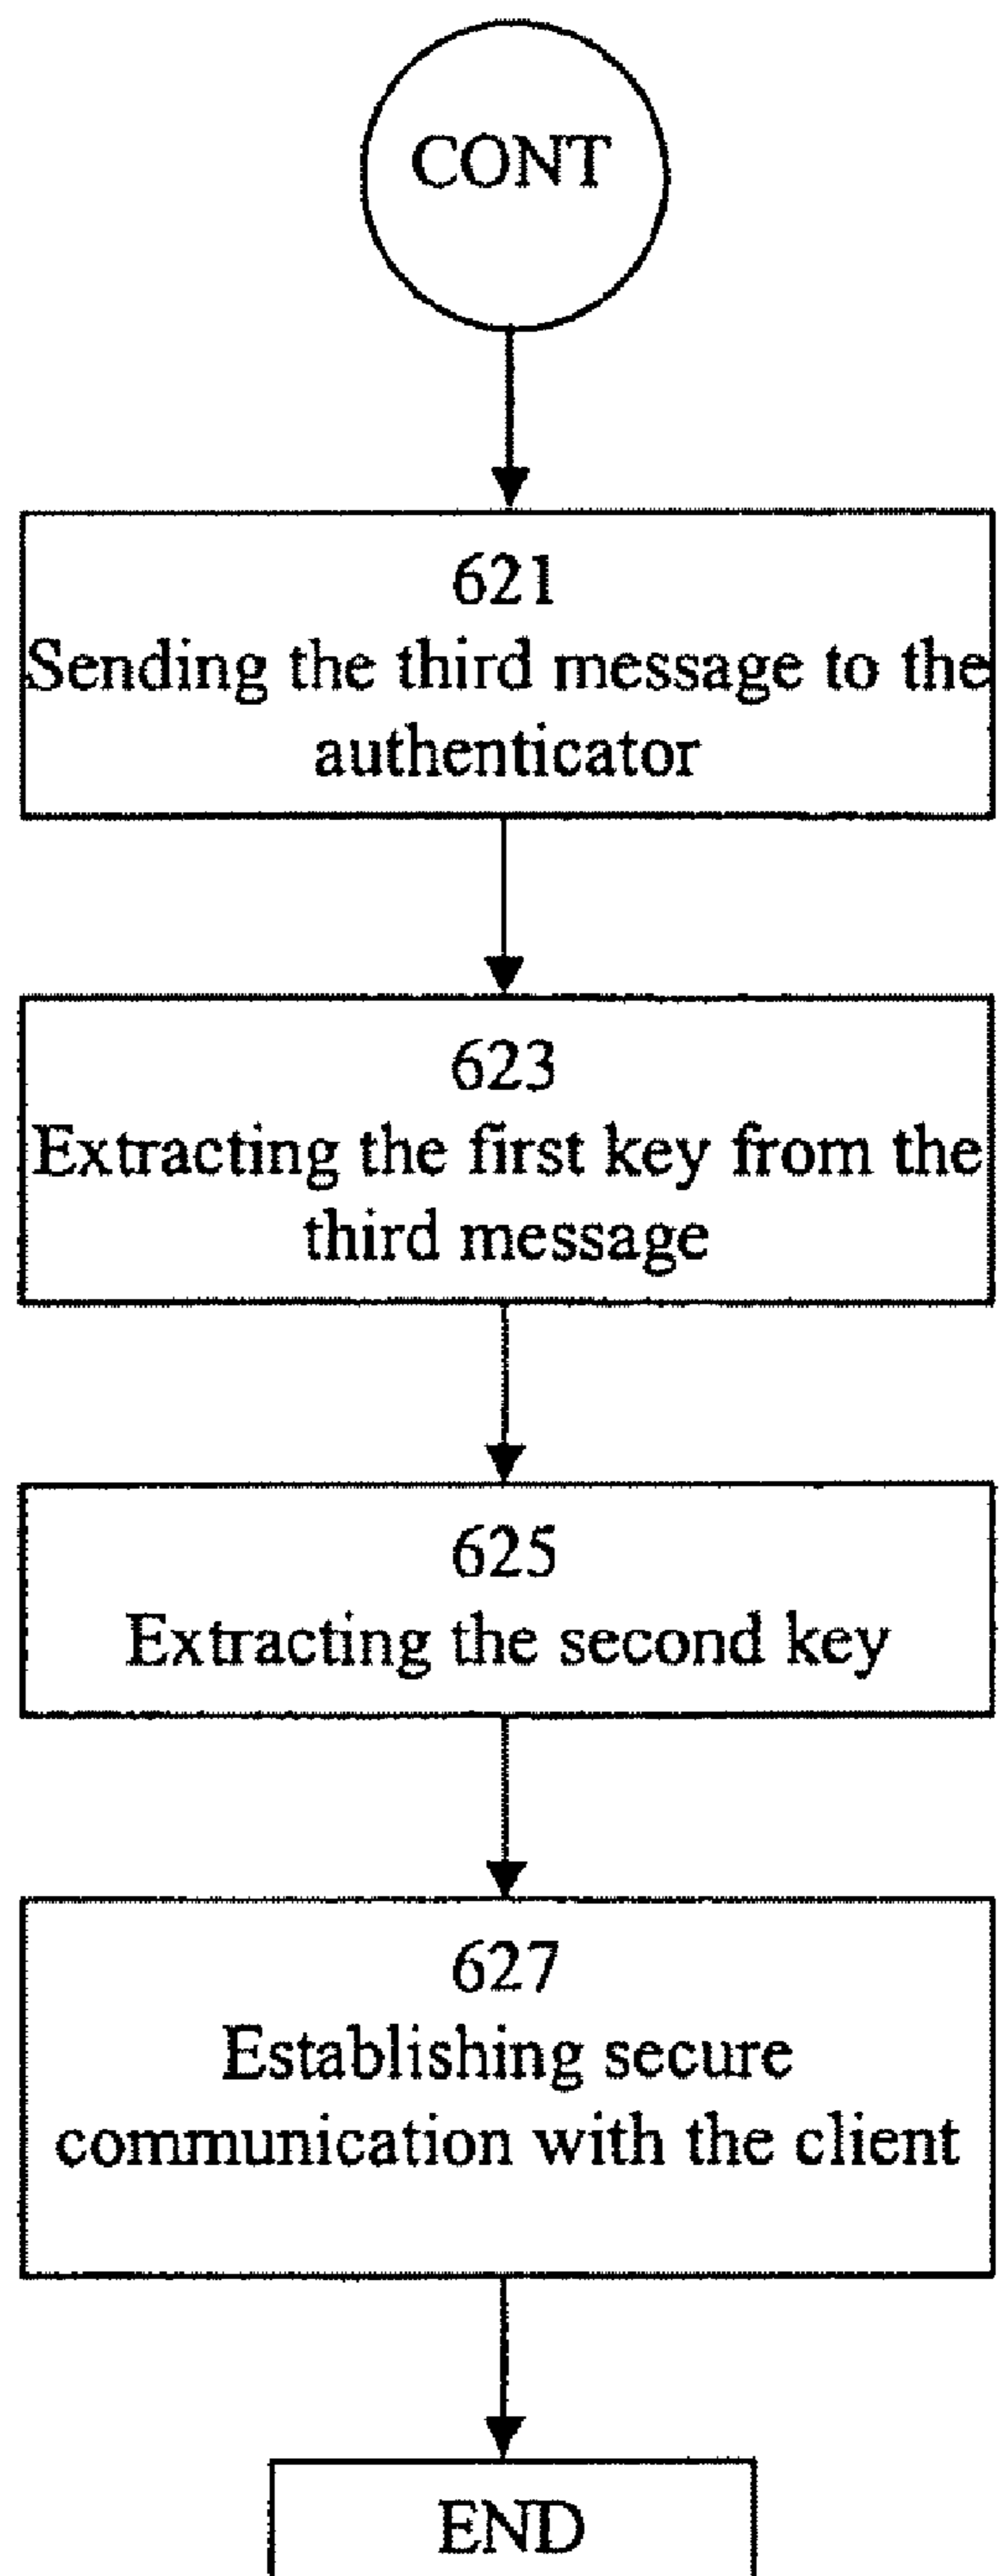 CONT
621
Sending the third message to the
authenticator
623
Extracting the first key from the
third message
625
Extracting the second key
627
Establishing secure
communication with the client
END